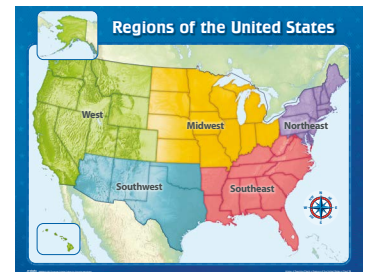 Regions of the United States
West
Midwest
Northeast
Southwest
Southeast